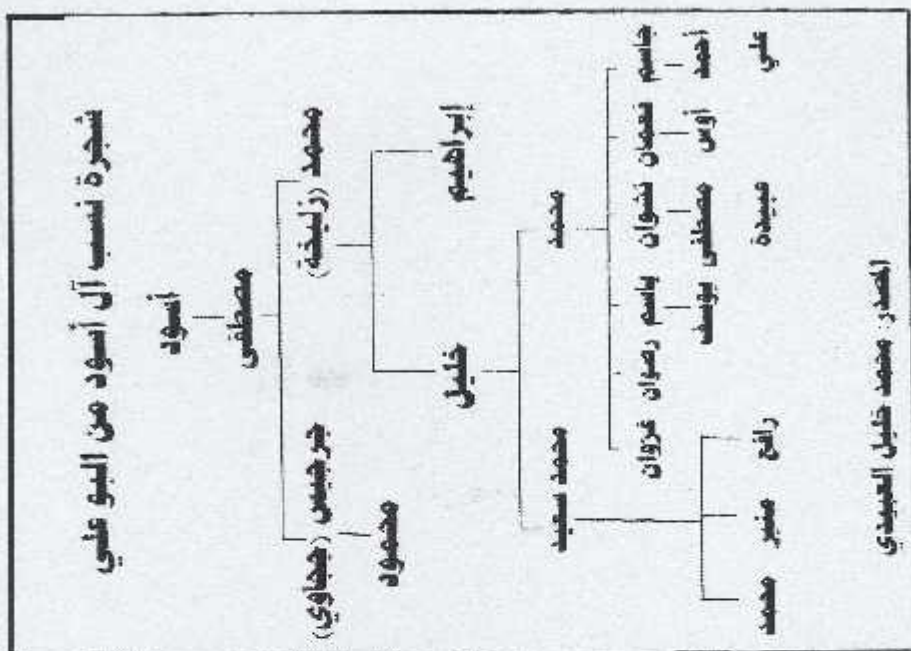 شجرة نسب آل أسود من البو علي
أسود
مصطفى
محمد (زليخة)
جرجيس (حجاوي)
إبراهيم
خليل
محمود
محمد
محمد سعيد
جاسم نعمان نشوان باسم رضوان غزوان
أحمد أوس مصطفى يوسف
رافع منير محمد
علي عبيدة
المصدر: محمد خليل العبيدي